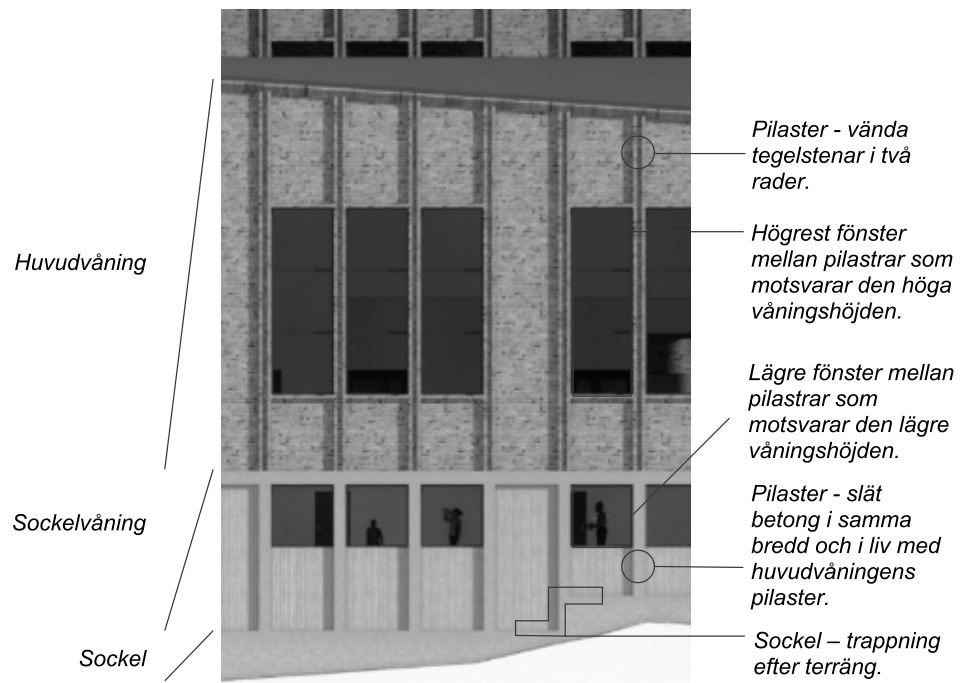 Pilaster - vända
tegelstenar i två
rader.
Högrest fönster
mellan pilastrar som
motsvarar den höga
våningshöjden.
Huvudvåning
Lägre fönster mellan
pilastrar som
motsvarar den lägre
våningshöjden.
Sockelvåning
Pilaster - slät
betong i samma
bredd och i liv med
huvudvåningens
pilaster.
Sockel
Sockel – trappning
efter terräng.